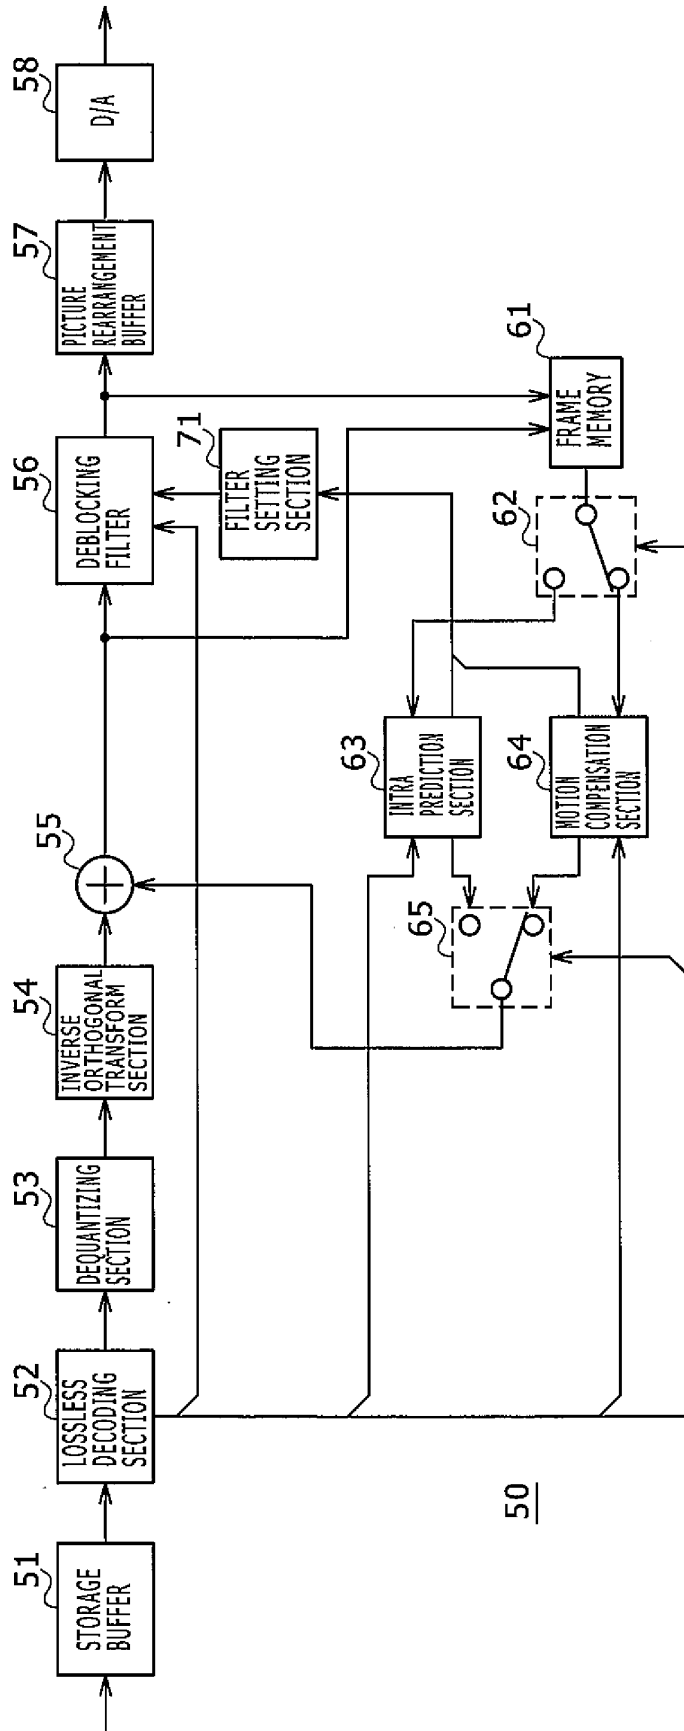 51
STORAGE
BUFFER
52
LOSSLESS
DECODING
SECTION
53
DEQUANTIZING
SECTION
54
INVERSE
ORTHOGONAL
TRANSFORM
SECTION
55
56
DEBLOCKING
FILTER
57
PICTURE
REARRANGEMENT
BUFFER
58
D/A
71
FILTER
SETTING
SECTION
61
FRAME
MEMORY
62
63
INTRA
PREDICTION
SECTION
64
MOTION
COMPENSATION
SECTION
65
50